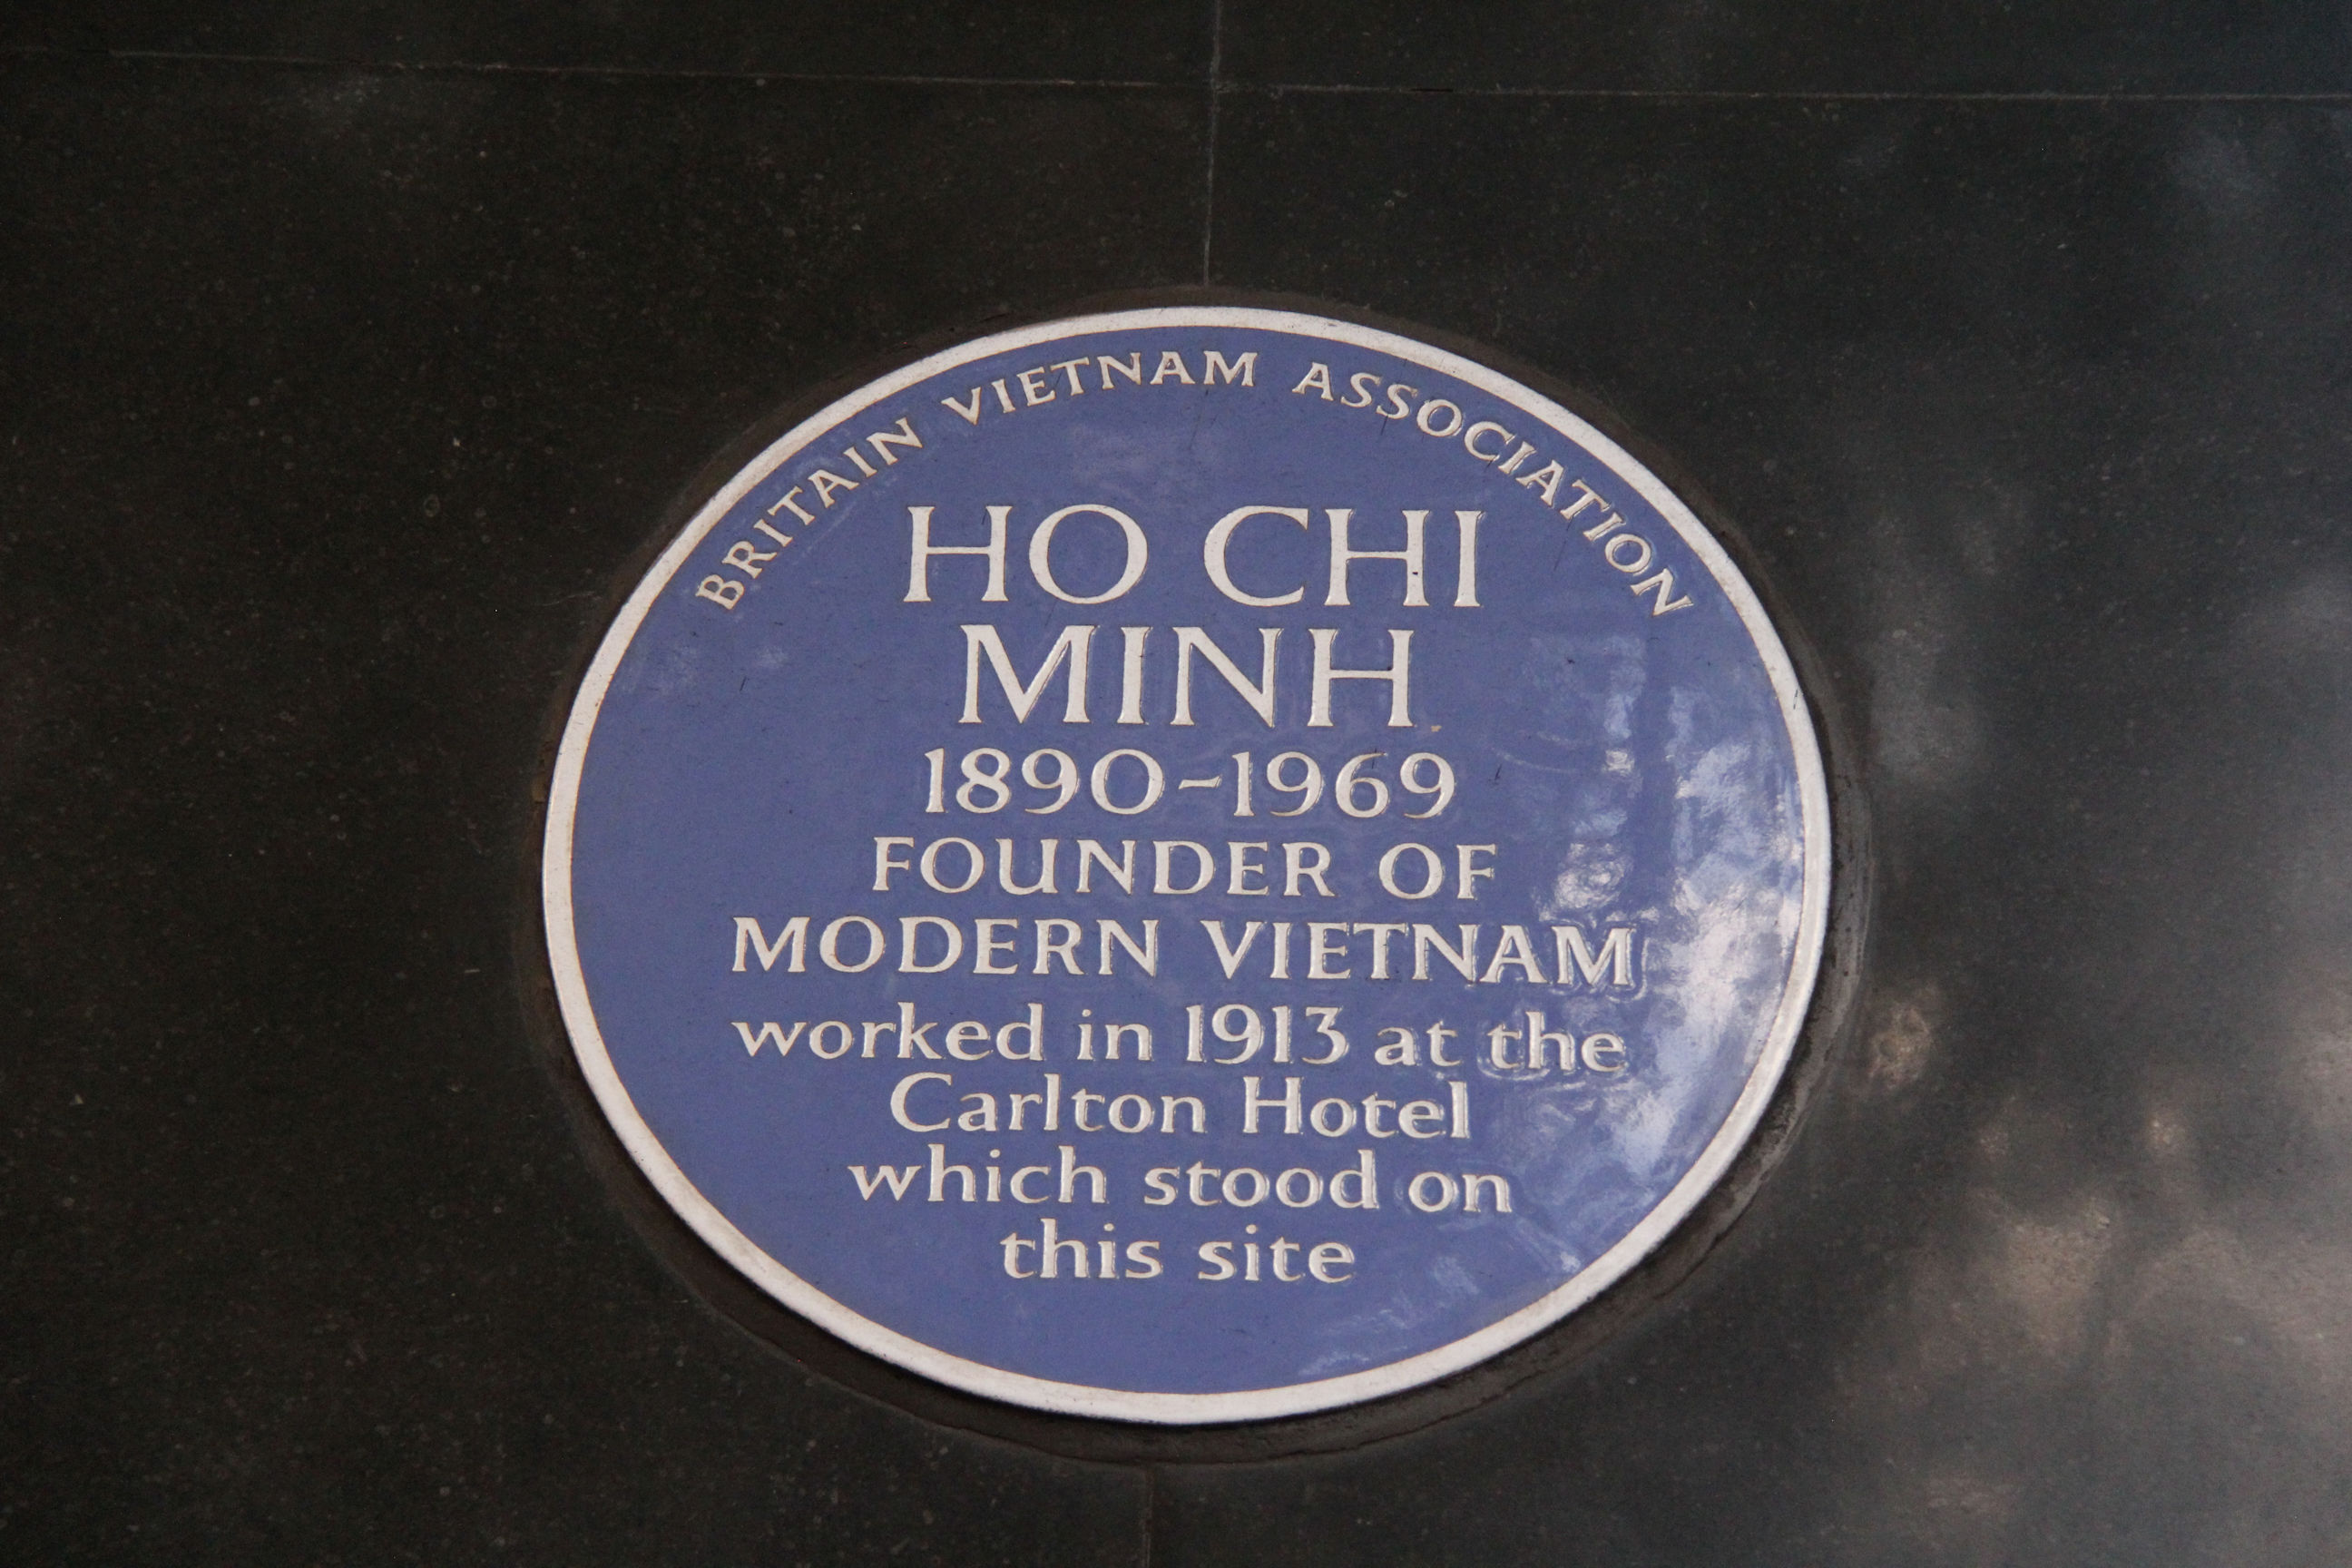 BRITAIN VIETNAM ASSOCIATION
HO CHI
MINH
1890-1969
FOUNDER OF
MODERN VIETNAM
worked in 1913 at the
Carlton Hotel
which stood on
this site